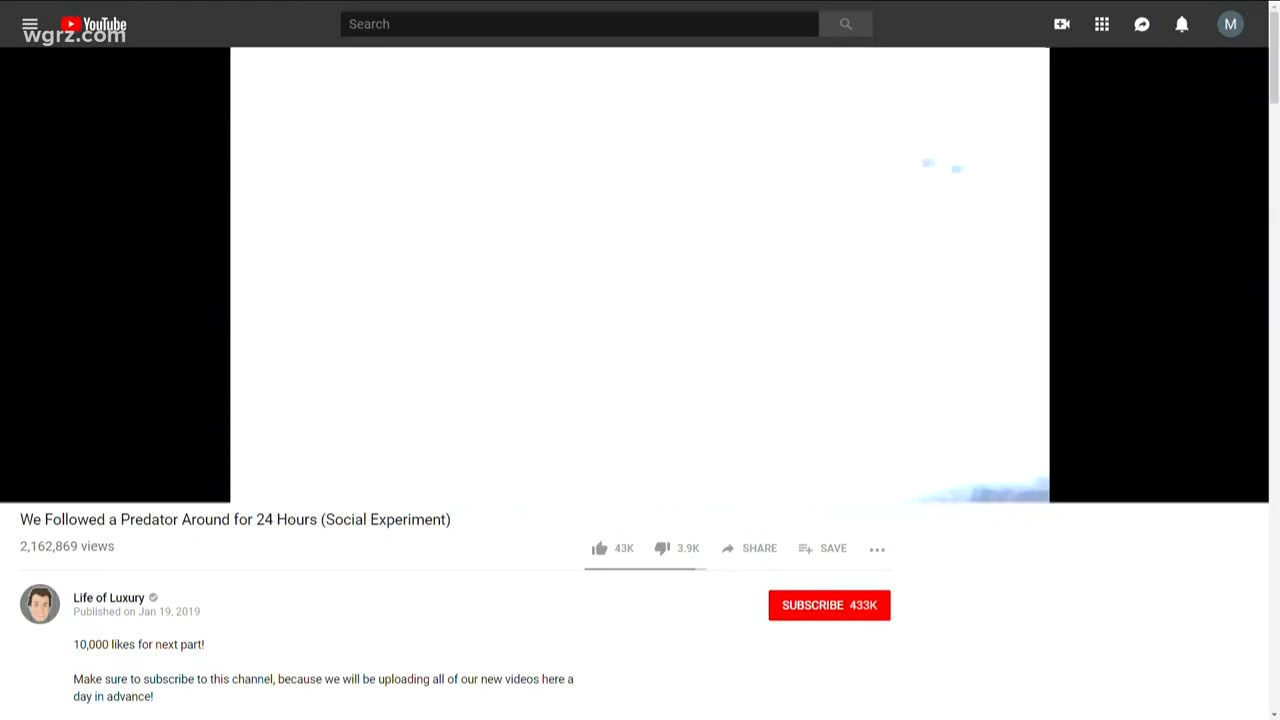 YouTube
wgrz.com
Search
M
We Followed a Predator Around for 24 Hours (Social Experiment)
2,162,869 views
43K
3.9K
SHARE
SAVE
Life of Luxury
Published on Jan 19, 2019
SUBSCRIBE 433K
10,000 likes for next part!
Make sure to subscribe to this channel, because we will be uploading all of our new videos here a
day in advance!